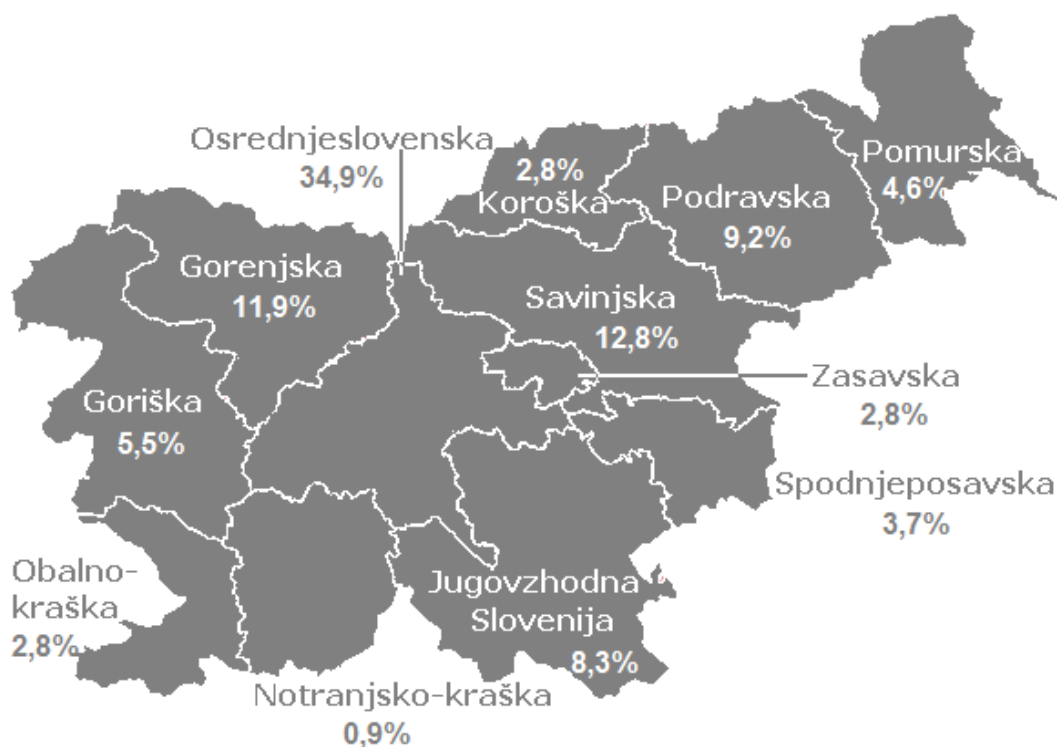 Osrednjeslovenska
34,9%
2,8%
Koroška
Pomurska
4,6%
Podravska
9,2%
Gorenjska
11,9%
Savinjska
12,8%
Zasavska
2,8%
Goriška
5,5%
Spodnjeposavska
3,7%
Obalno-
kraška
2,8%
Jugovzhodna
Slovenija
8,3%
Notranjsko-kraška
0,9%